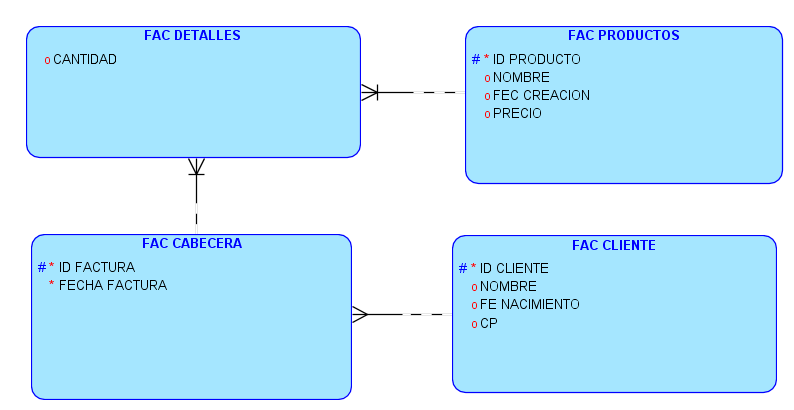 FAC DETALLES
o CANTIDAD
FAC PRODUCTOS
# * ID PRODUCTO
o NOMBRE
o FEC CREACION
o PRECIO
FAC CABECERA
# * ID FACTURA
* FECHA FACTURA
FAC CLIENTE
# * ID CLIENTE
o NOMBRE
o FE NACIMIENTO
o CP